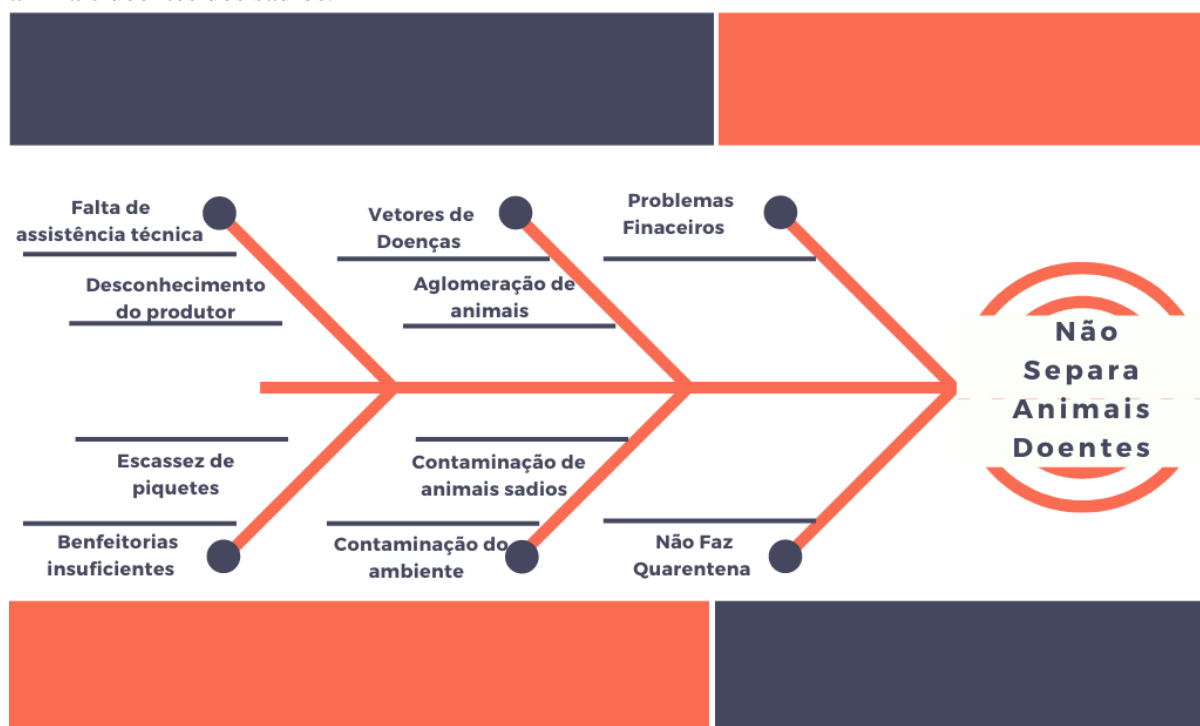 Falta de
assistência técnica
Desconhecimento
do produtor
Vetores de
Doenças
Aglomeração de
animais
Problemas
Finaceiros
Não
Separa
Animais
Doentes
Escassez de
piquetes
Benfeitorias
insuficientes
Contaminação de
animais sadios
Contaminação do
ambiente
Não Faz
Quarentena